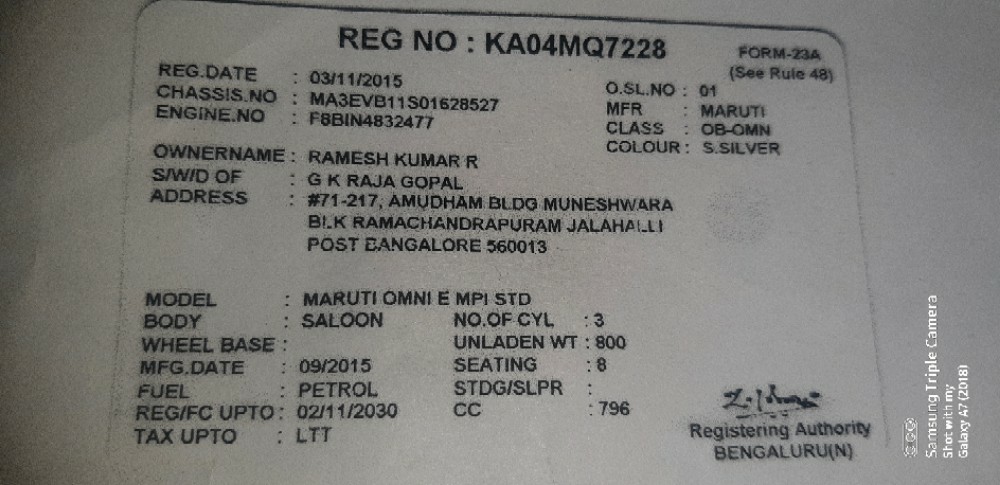 REG NO : KA04MQ7228
FORM-23A
(See Rule 48)
REG.DATE : 03/11/2015
O.SL.NO : 01
CHASSIS.NO : MA3EVB11S01628527
MFR : MARUTI
ENGINE.NO : F8BIN4832477
CLASS : OB-OMN
COLOUR : S.SILVER
OWNERNAME : RAMESH KUMAR R
S/W/D OF : G K RAJA GOPAL
ADDRESS : #71-217, AMUDHAM BLDG MUNESHWARA
BLK RAMACHANDRAPURAM JALAHALLI
POST BANGALORE 560013
MODEL : MARUTI OMNI E MPI STD
BODY : SALOON NO.OF CYL : 3
WHEEL BASE : UNLADEN WT : 800
MFG.DATE : 09/2015 SEATING : 8
FUEL : PETROL STDG/SLPR :
REG/FC UPTO : 02/11/2030 CC : 796
TAX UPTO : LTT
Registering Authority
BENGALURU(N)
Samsung Triple Camera
Shot with my
Galaxy A7 (2018)